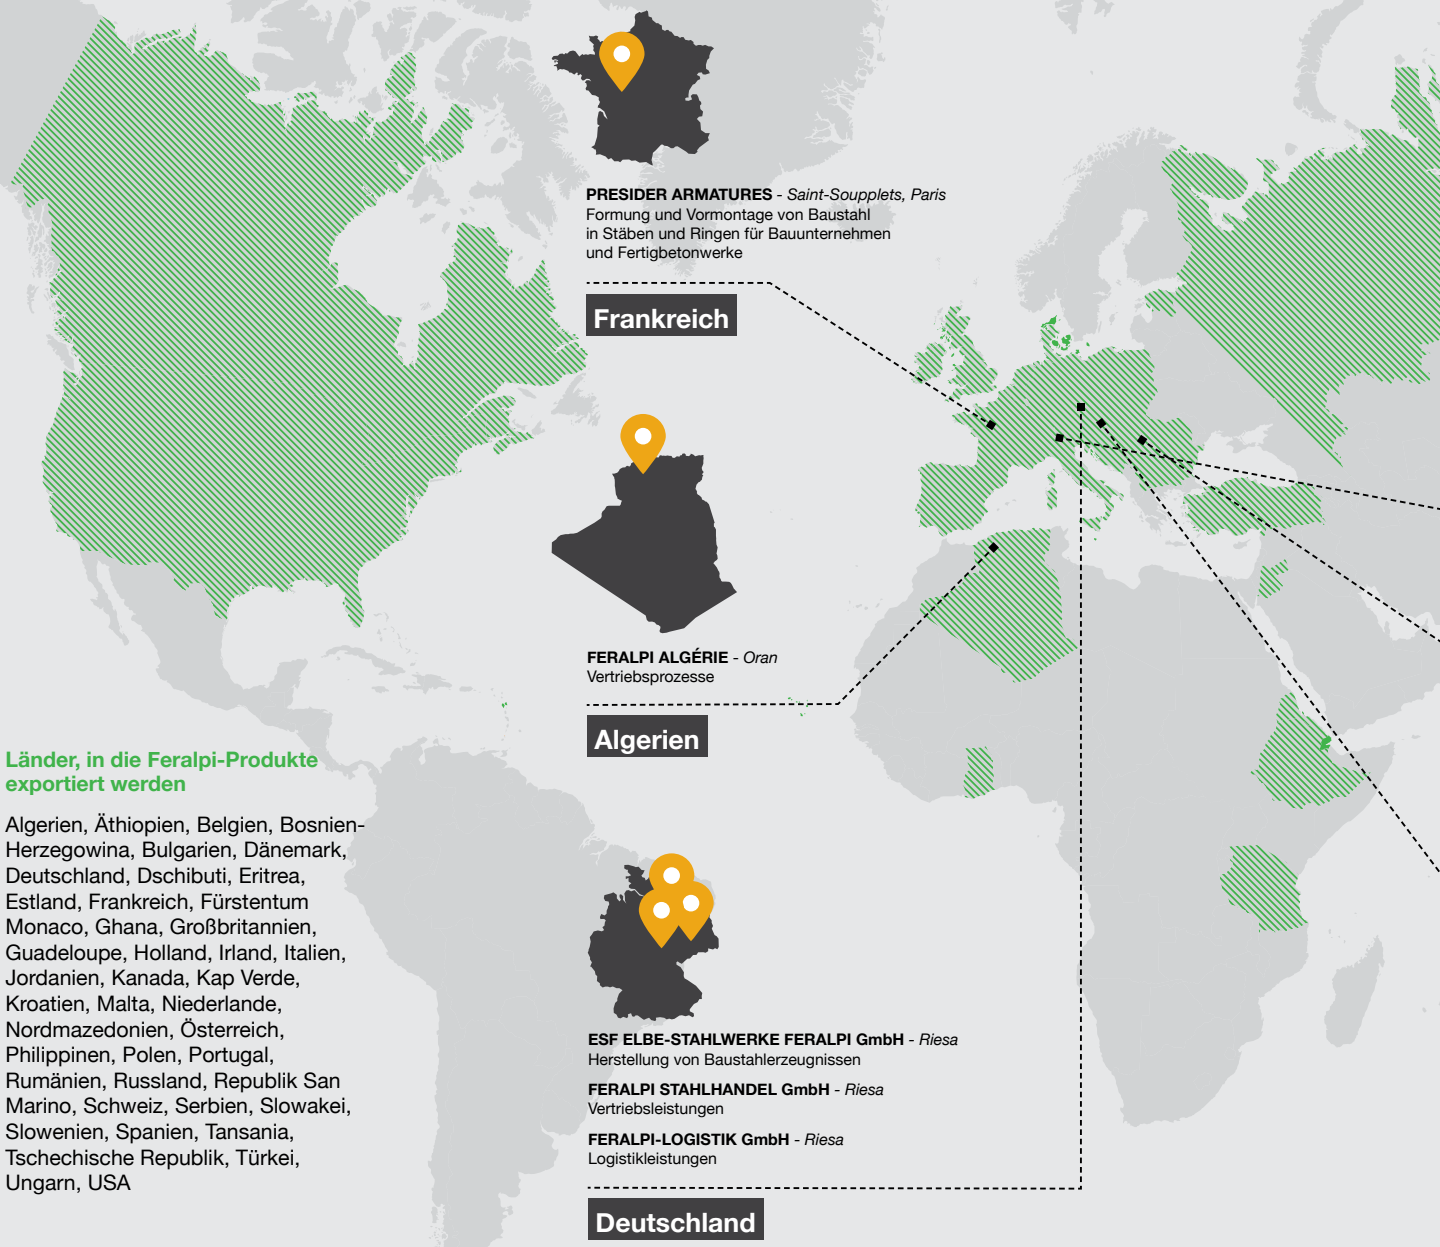 PRESIDER ARMATURES - Saint-Soupplets, Paris
Formung und Vormontage von Baustahl
in Stäben und Ringen für Bauunternehmen
und Fertigbetonwerke
Frankreich
FERALPI ALGÉRIE - Oran
Vertriebsprozesse
Algerien
Länder, in die Feralpi-Produkte
exportiert werden
Algerien, Äthiopien, Belgien, Bosnien-
Herzegowina, Bulgarien, Dänemark,
Deutschland, Dschibuti, Eritrea,
Estland, Frankreich, Fürstentum
Monaco, Ghana, Großbritannien,
Guadeloupe, Holland, Irland, Italien,
Jordanien, Kanada, Kap Verde,
Kroatien, Malta, Niederlande,
Nordmazedonien, Österreich,
Philippinen, Polen, Portugal,
Rumänien, Russland, Republik San
Marino, Schweiz, Serbien, Slowakei,
Slowenien, Spanien, Tansania,
Tschechische Republik, Türkei,
Ungarn, USA
ESF ELBE-STAHLWERKE FERALPI GmbH - Riesa
Herstellung von Baustahlerzeugnissen
FERALPI STAHLHANDEL GmbH - Riesa
Vertriebsleistungen
FERALPI-LOGISTIK GmbH - Riesa
Logistikleistungen
Deutschland